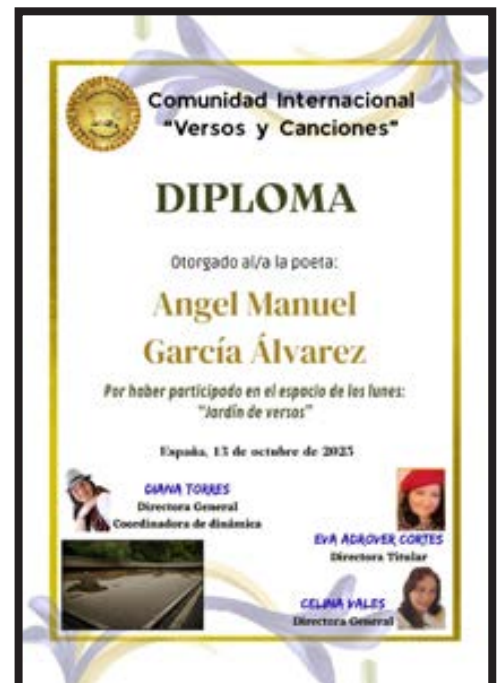 Comunidad Internacional
"Versos y Canciones"
DIPLOMA
Otorgado al/a la poeta:
Angel Manuel
García Álvarez
Por haber participado en el espacio de los lunes:
"Jardín de versos"
España, 13 de octubre de 2025
DIANA TORRES
Directora General
Coordinadora de dinámica
EVA ADROVER CORTES
Directora Titular
CELINA VALES
Directora General